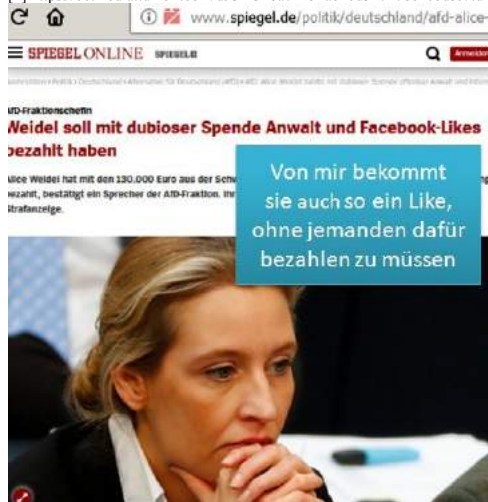 www.spiegel.de/politik/deutschland/afd-alice-
SPIEGEL ONLINE SPIEGEL+
Anmelden
AfD-Fraktionschefin
Weidel soll mit dubioser Spende Anwalt und Facebook-Likes
bezahlt haben
Alice Weidel hat mit den 130.000 Euro aus der
bezahlt, bestätigt ein Sprecher der AfD-Fraktion.
Strafanzeige.
Von mir bekommt
sie auch so ein Like,
ohne jemanden dafür
bezahlen zu müssen